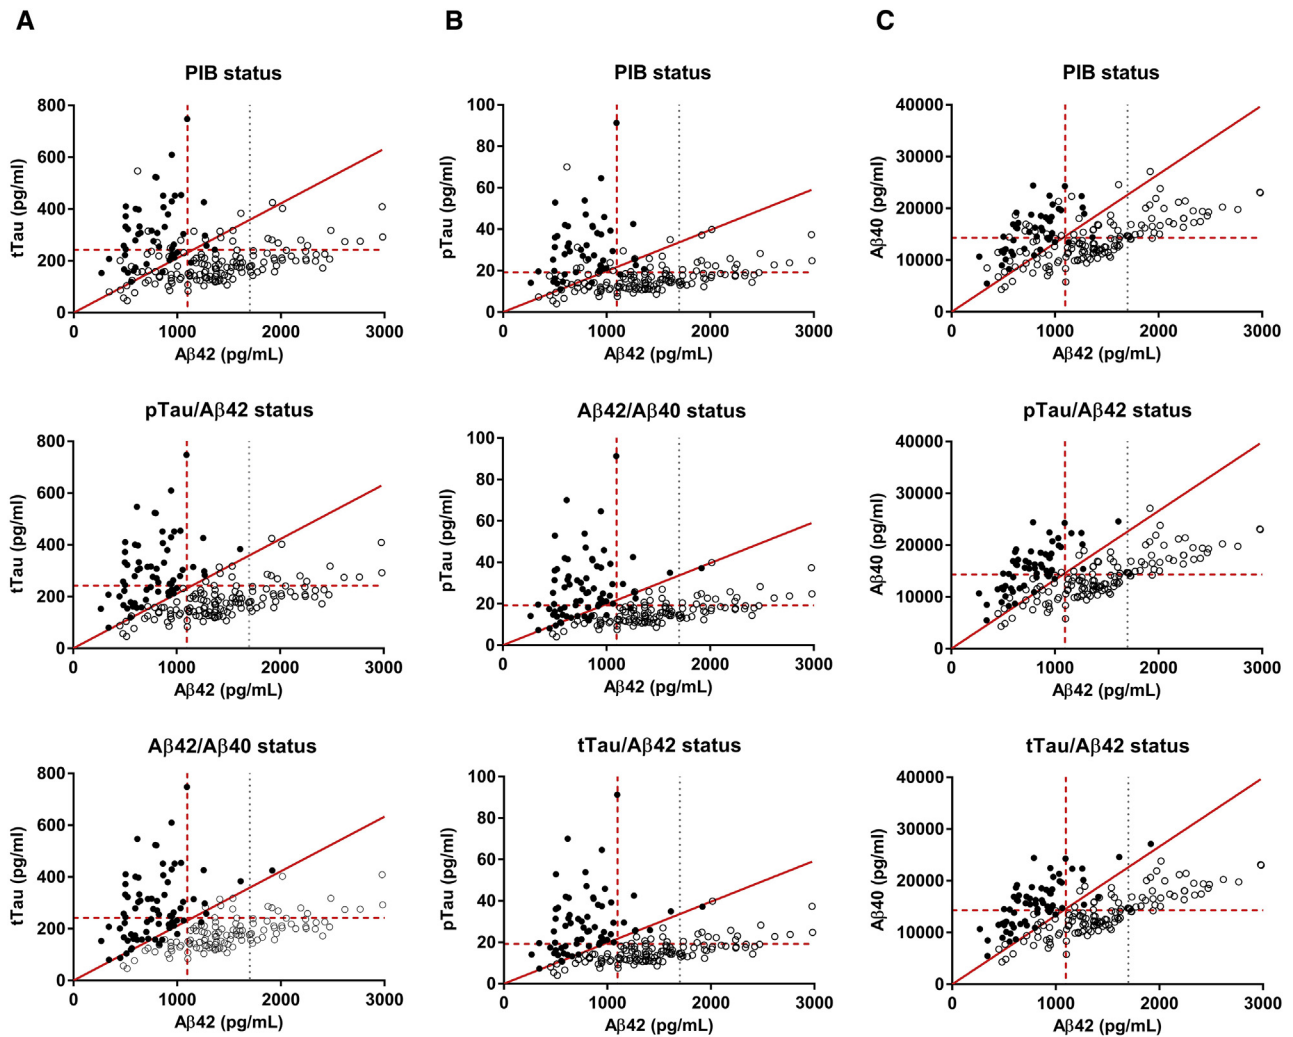 A
B
C
PIB status
PIB status
PIB status
800
600
400
200
0
tTau (pg/ml)
0
1000
2000
3000
Aβ42 (pg/mL)
100
80
60
40
20
0
pTau (pg/ml)
0
1000
2000
3000
Aβ42 (pg/mL)
40000
30000
20000
10000
0
Aβ40 (pg/mL)
0
1000
2000
3000
Aβ42 (pg/mL)
pTau/Aβ42 status
Aβ42/Aβ40 status
pTau/Aβ42 status
800
600
400
200
0
tTau (pg/ml)
0
1000
2000
3000
Aβ42 (pg/mL)
100
80
60
40
20
0
pTau (pg/ml)
0
1000
2000
3000
Aβ42 (pg/mL)
40000
30000
20000
10000
0
Aβ40 (pg/mL)
0
1000
2000
3000
Aβ42 (pg/mL)
Aβ42/Aβ40 status
tTau/Aβ42 status
tTau/Aβ42 status
800
600
400
200
0
tTau (pg/ml)
0
1000
2000
3000
Aβ42 (pg/mL)
100
80
60
40
20
0
pTau (pg/ml)
0
1000
2000
3000
Aβ42 (pg/mL)
40000
30000
20000
10000
0
Aβ40 (pg/mL)
0
1000
2000
3000
Aβ42 (pg/mL)